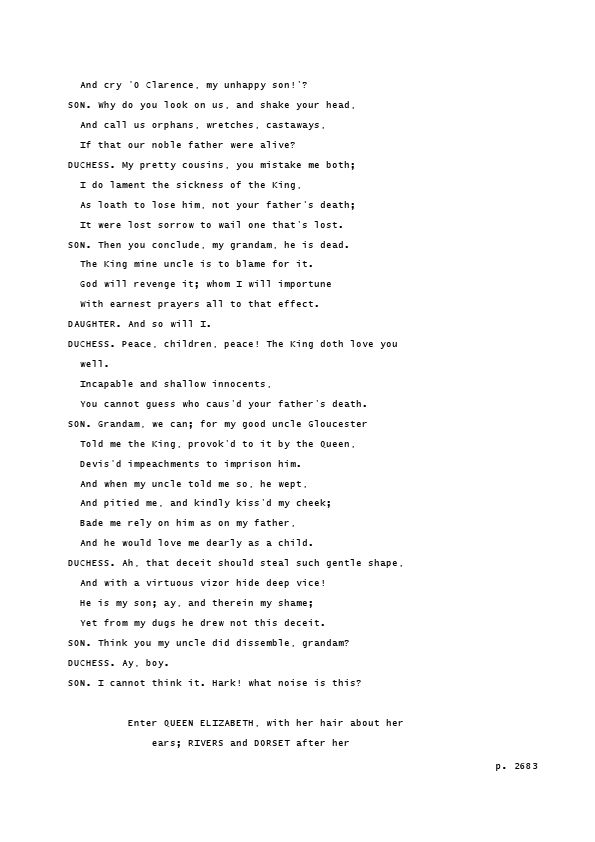 And cry 'O Clarence, my unhappy son!'?
SON. Why do you look on us, and shake your head,
And call us orphans, wretches, castaways,
If that our noble father were alive?
DUCHESS. My pretty cousins, you mistake me both;
I do lament the sickness of the King,
As loath to lose him, not your father's death;
It were lost sorrow to wail one that's lost.
SON. Then you conclude, my grandam, he is dead.
The King mine uncle is to blame for it.
God will revenge it; whom I will importune
With earnest prayers all to that effect.
DAUGHTER. And so will I.
DUCHESS. Peace, children, peace! The King doth love you
well.
Incapable and shallow innocents,
You cannot guess who caus'd your father's death.
SON. Grandam, we can; for my good uncle Gloucester
Told me the King, provok'd to it by the Queen,
Devis'd impeachments to imprison him.
And when my uncle told me so, he wept,
And pitied me, and kindly kiss'd my cheek;
Bade me rely on him as on my father,
And he would love me dearly as a child.
DUCHESS. Ah, that deceit should steal such gentle shape,
And with a virtuous vizor hide deep vice!
He is my son; ay, and therein my shame;
Yet from my dugs he drew not this deceit.
SON. Think you my uncle did dissemble, grandam?
DUCHESS. Ay, boy.
SON. I cannot think it. Hark! what noise is this?
Enter QUEEN ELIZABETH, with her hair about her
ears; RIVERS and DORSET after her
p. 2683